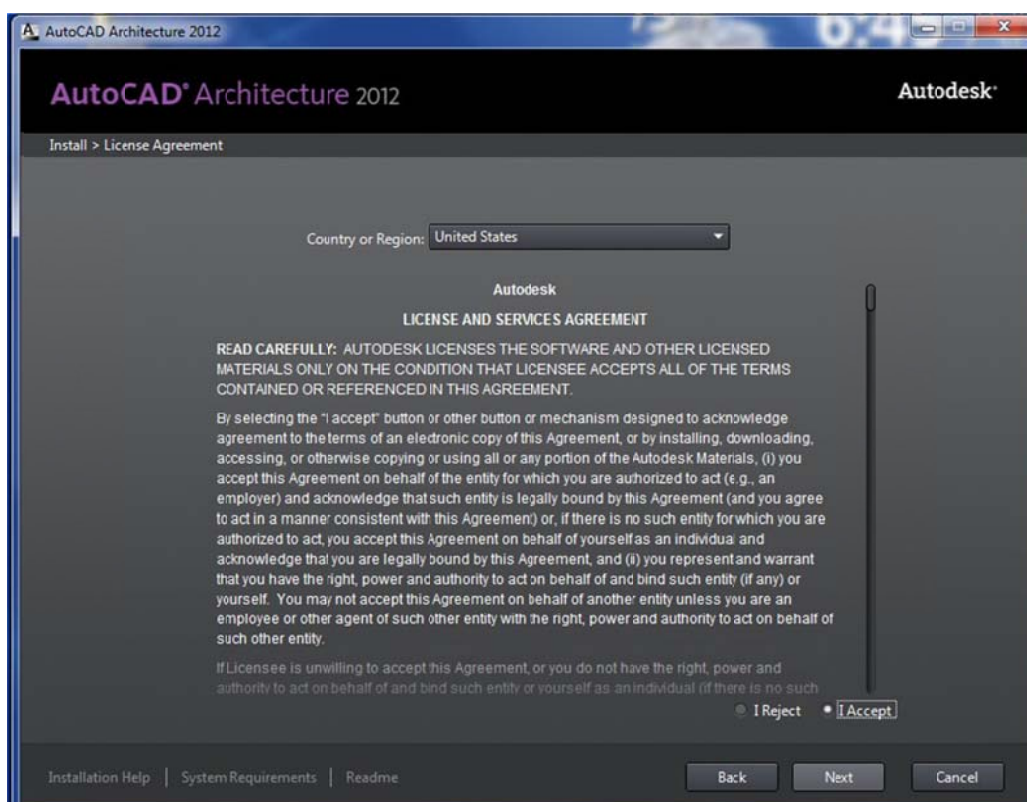 AutoCAD Architecture 2012
AutoCAD® Architecture 2012
Autodesk®
Install > License Agreement
Country or Region: United States
Autodesk
LICENSE AND SERVICES AGREEMENT
READ CAREFULLY: AUTODESK LICENSES THE SOFTWARE AND OTHER LICENSED
MATERIALS ONLY ON THE CONDITION THAT LICENSEE ACCEPTS ALL OF THE TERMS
CONTAINED OR REFERENCED IN THIS AGREEMENT.
By selecting the "I accept" button or other button or mechanism designed to acknowledge
agreement to the terms of an electronic copy of this Agreement, or by installing, downloading,
accessing, or otherwise copying or using all or any portion of the Autodesk Materials, (i) you
accept this Agreement on behalf of the entity for which you are authorized to act (e.g., an
employer) and acknowledge that such entity is legally bound by this Agreement (and you agree
to act in a manner consistent with this Agreement) or, if there is no such entity for which you are
authorized to act, you accept this Agreement on behalf of yourself as an individual and
acknowledge that you are legally bound by this Agreement, and (ii) you represent and warrant
that you have the right, power and authority to act on behalf of and bind such entity (if any) or
yourself. You may not accept this Agreement on behalf of another entity unless you are an
employee or other agent of such other entity with the right, power and authority to act on behalf of
such other entity.
If Licensee is unwilling to accept this Agreement, or you do not have the right, power and
authority to act on behalf of and bind such entity or yourself as an individual (if there is no such
I Reject I Accept
Installation Help | System Requirements | Readme
Back Next Cancel